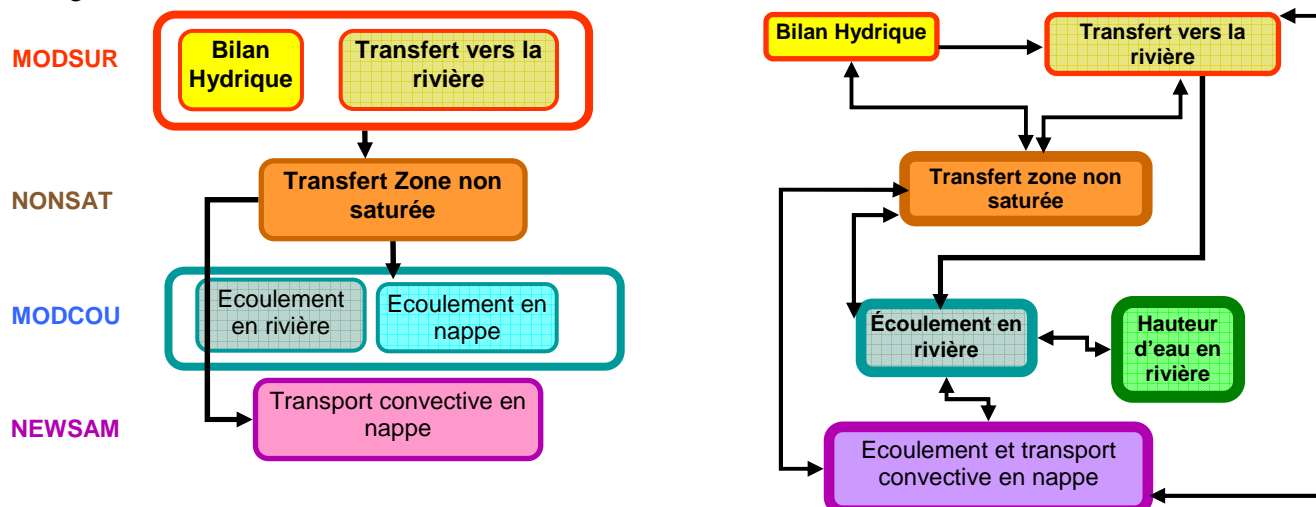 MODSUR
Bilan
Hydrique
Transfert vers la
rivière
NONSAT
Transfert Zone non
saturée
MODCOU
Ecoulement
en rivière
Ecoulement en
nappe
NEWSAM
Transport convective en
nappe
Bilan Hydrique
Transfert vers la
rivière
Transfert zone non
saturée
Écoulement en
rivière
Hauteur
d'eau en
rivière
Ecoulement et transport
convective en nappe